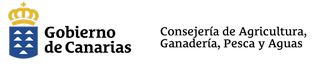 Gobierno
de Canarias
Consejería de Agricultura,
Ganadería, Pesca y Aguas